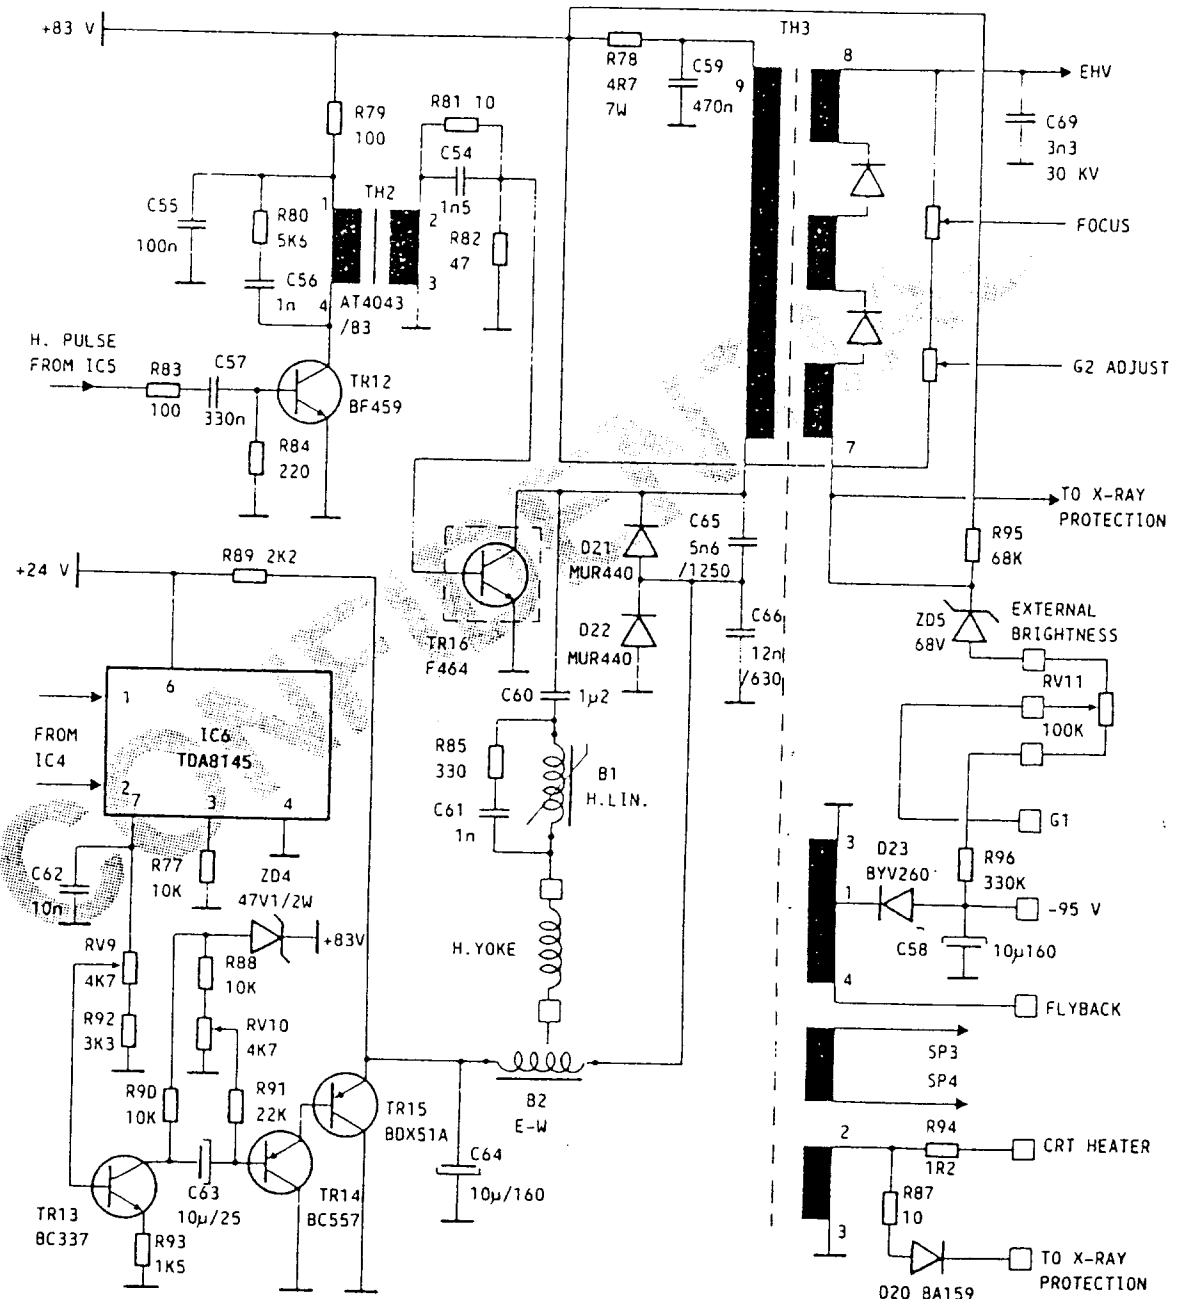 +83 V
TH3
8
EHV
R78
4R7
7W
C59
470n
9
C69
3n3
30 KV
R79
100
R81 10
C54
1n5
TH2
1
2
C55
100n
R80
5K6
R82
47
FOCUS
C56
1n
3
4
AT4043
/83
H. PULSE
FROM IC5
R83
100
C57
330n
TR12
BF459
G2 ADJUST
R84
220
7
TO X-RAY
PROTECTION
R95
68K
D21
MUR440
C65
5n6
/1250
+24 V
R89 2K2
TR16
F464
D22
MUR440
C66
12n
/630
ZD5
68V
EXTERNAL
BRIGHTNESS
RV11
100K
1
6
FROM
IC4
IC6
TDA8145
2
7
3
4
C60
1µ2
R85
330
C61
1n
B1
H.LIN.
G1
3
D23
BYV260
R96
330K
1
-95 V
C58
10µ160
4
FLYBACK
C62
10n
R77
10K
ZD4
47V1/2W
+83V
RV9
4K7
R88
10K
H.YOKE
R92
3K3
RV10
4K7
SP3
SP4
R90
10K
R91
22K
TR15
BDX51A
B2
E-W
2
R94
1R2
CRT HEATER
C64
10µ/160
R87
10
C63
10µ/25
TR14
BC557
TR13
BC337
R93
1K5
3
TO X-RAY
PROTECTION
D20 BA159